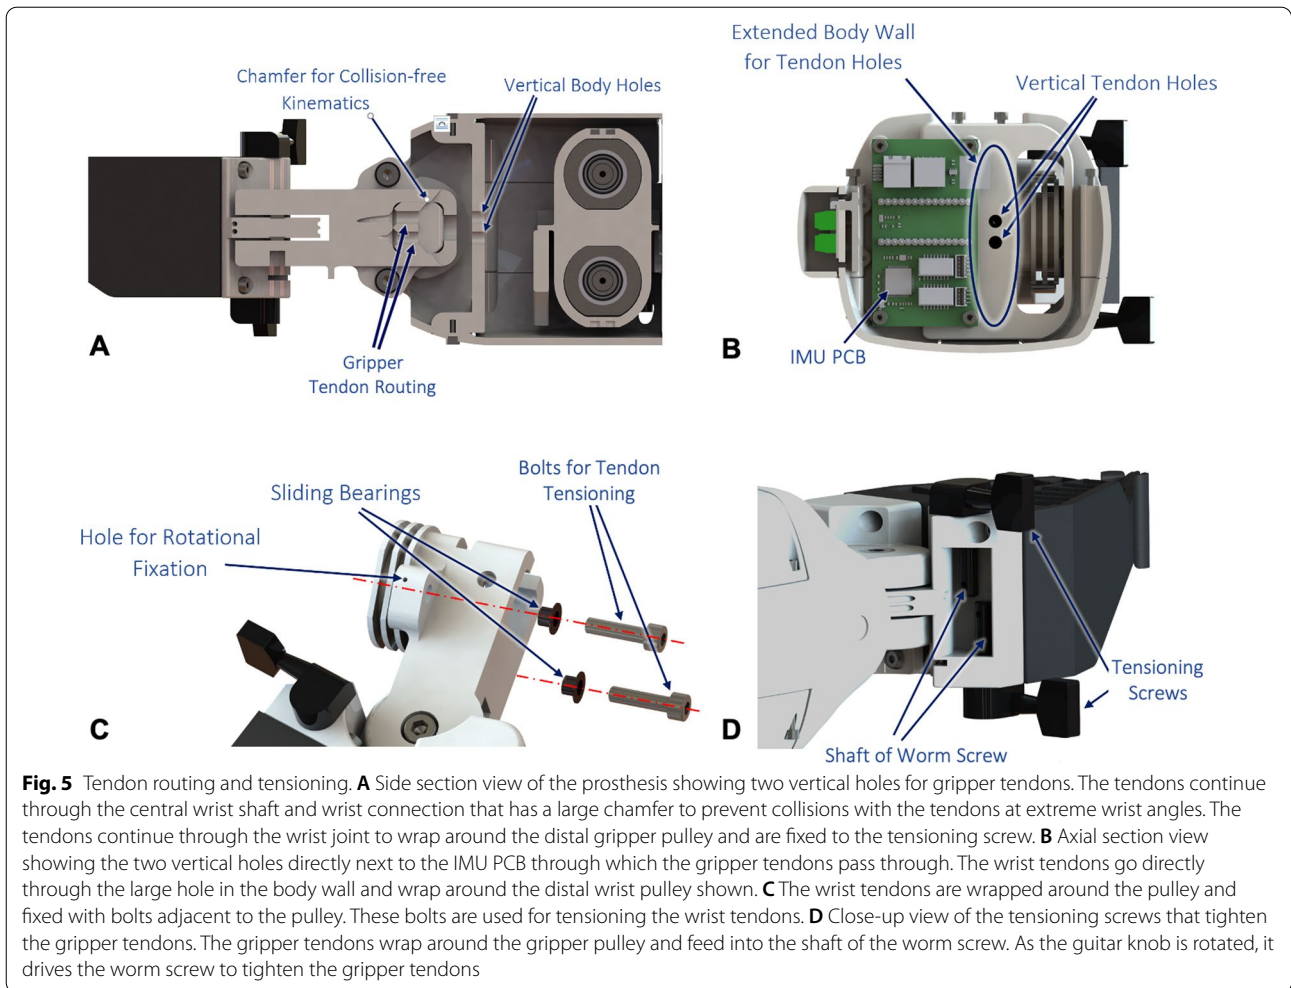 Extended Body Wall
for Tendon Holes
Chamfer for Collision-free
Kinematics
Vertical Body Holes
Vertical Tendon Holes
A
Gripper
Tendon Routing
B
IMU PCB
Bolts for Tendon
Tensioning
Sliding Bearings
Hole for Rotational
Fixation
C
D
Tensioning
Screws
Shaft of Worm Screw
Fig. 5 Tendon routing and tensioning. A Side section view of the prosthesis showing two vertical holes for gripper tendons. The tendons continue
through the central wrist shaft and wrist connection that has a large chamfer to prevent collisions with the tendons at extreme wrist angles. The
tendons continue through the wrist joint to wrap around the distal gripper pulley and are fixed to the tensioning screw. B Axial section view
showing the two vertical holes directly next to the IMU PCB through which the gripper tendons pass through. The wrist tendons go directly
through the large hole in the body wall and wrap around the distal wrist pulley shown. C The wrist tendons are wrapped around the pulley and
fixed with bolts adjacent to the pulley. These bolts are used for tensioning the wrist tendons. D Close-up view of the tensioning screws that tighten
the gripper tendons. The gripper tendons wrap around the gripper pulley and feed into the shaft of the worm screw. As the guitar knob is rotated, it
drives the worm screw to tighten the gripper tendons